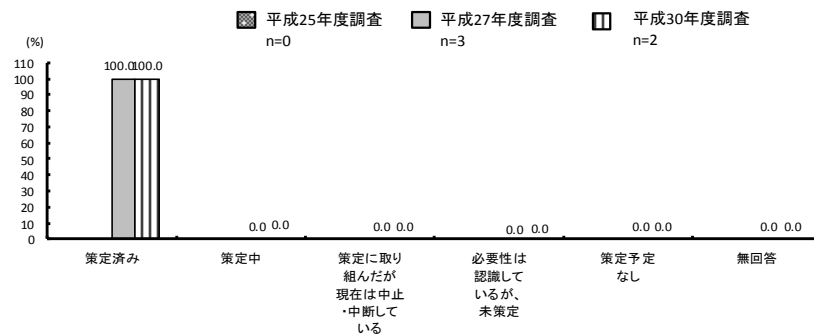 平成25年度調査
n=0
平成27年度調査
n=3
平成30年度調査
n=2
(%)
110
100
90
80
70
60
50
40
30
20
10
0
100.0 100.0
0.0 0.0
0.0 0.0
0.0 0.0
0.0 0.0
0.0 0.0
策定済み
策定中
策定に取り
組んだが
現在は中止
・中断して
いる
必要性は
認識して
いるが、
未策定
策定予定
なし
無回答